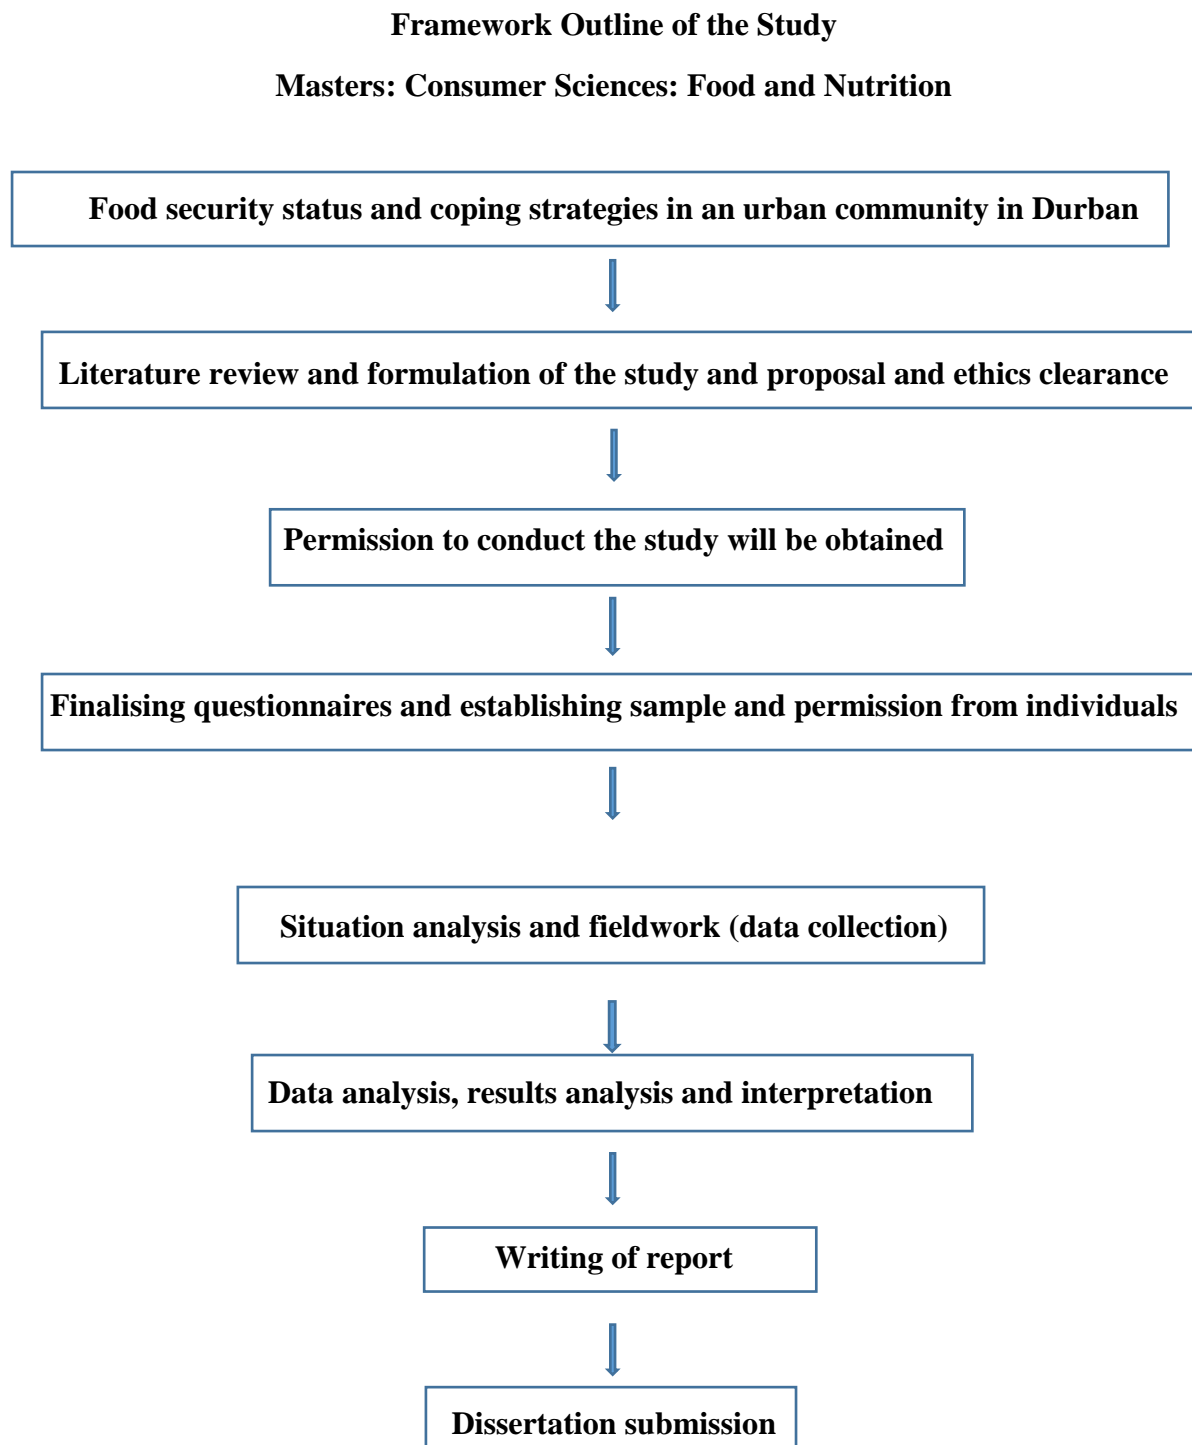 Framework Outline of the Study
Masters: Consumer Sciences: Food and Nutrition
Food security status and coping strategies in an urban community in Durban
Literature review and formulation of the study and proposal and ethics clearance
Permission to conduct the study will be obtained
Finalising questionnaires and establishing sample and permission from individuals
Situation analysis and fieldwork (data collection)
Data analysis, results analysis and interpretation
Writing of report
Dissertation submission